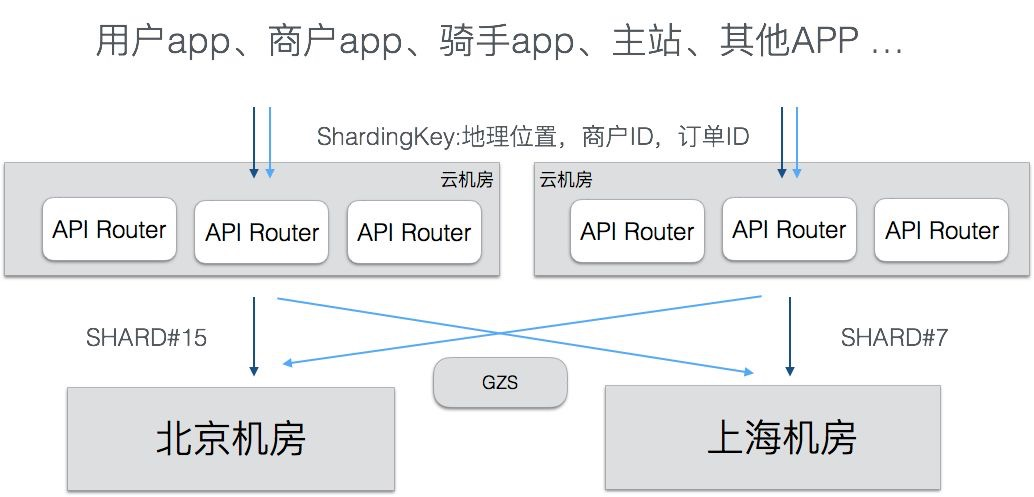 用户app、商户app、骑手app、主站、其他APP ...
ShardingKey:地理位置，商户ID，订单ID
云机房
云机房
API Router
API Router
API Router
API Router
API Router
API Router
SHARD#15
SHARD#7
GZS
北京机房
上海机房